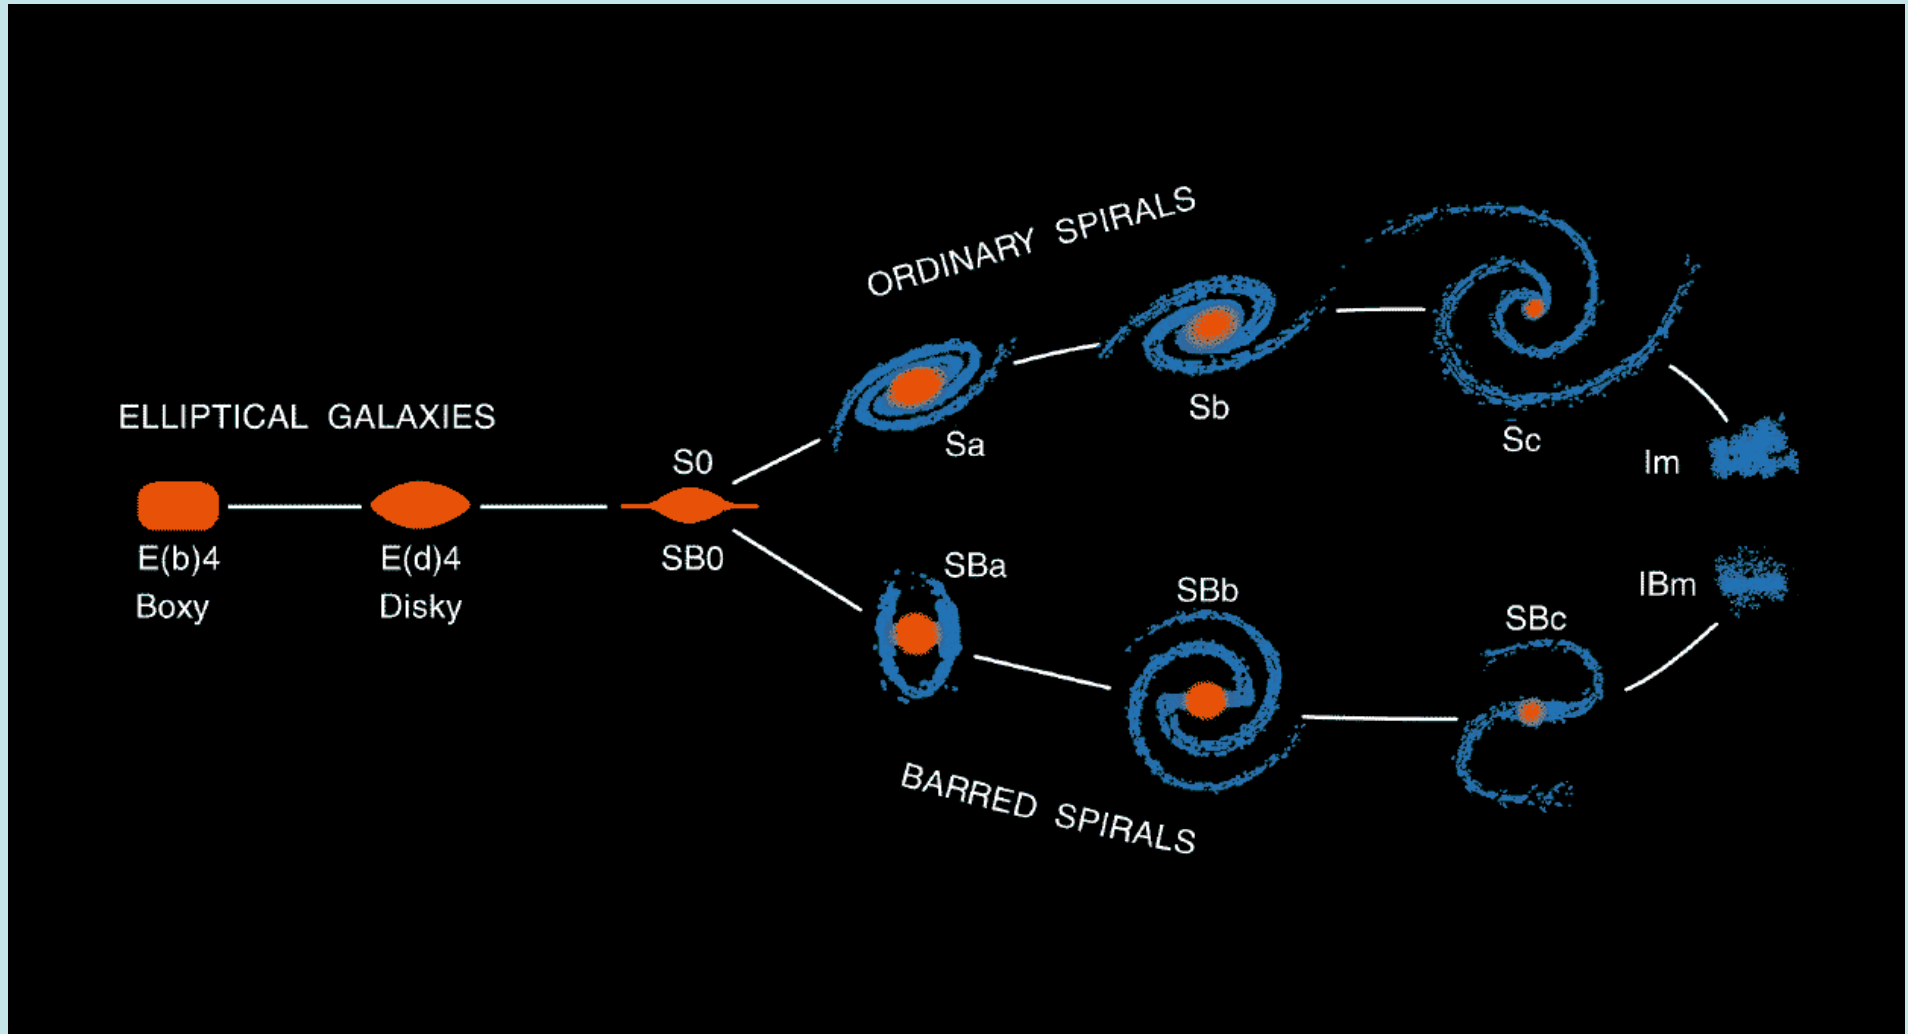 ORDINARY SPIRALS
ELLIPTICAL GALAXIES
E(b)4
Boxy
E(d)4
Disky
S0
SB0
Sa
Sb
Sc
Im
SBa
SBb
SBc
IBm
BARRED SPIRALS